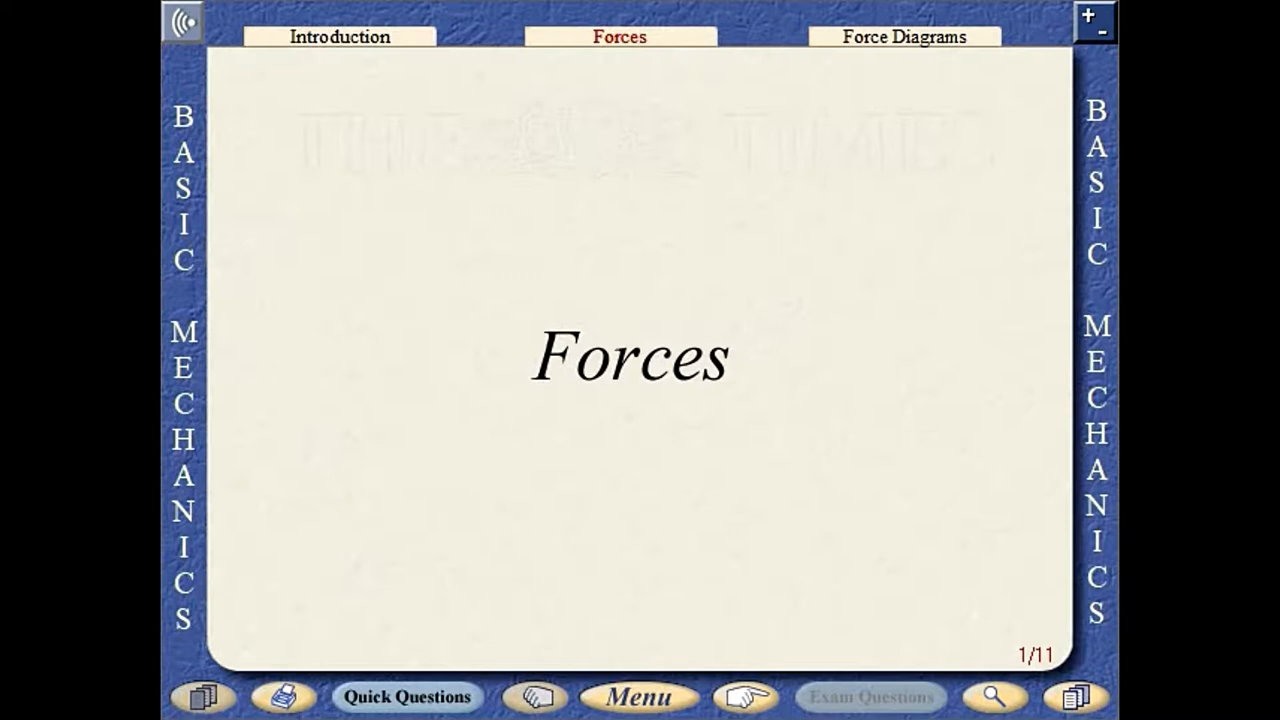 Introduction
Forces
Force Diagrams
BASIC MECHANICS
Forces
BASIC MECHANICS
1/11
Quick Questions
Menu
Exam Questions